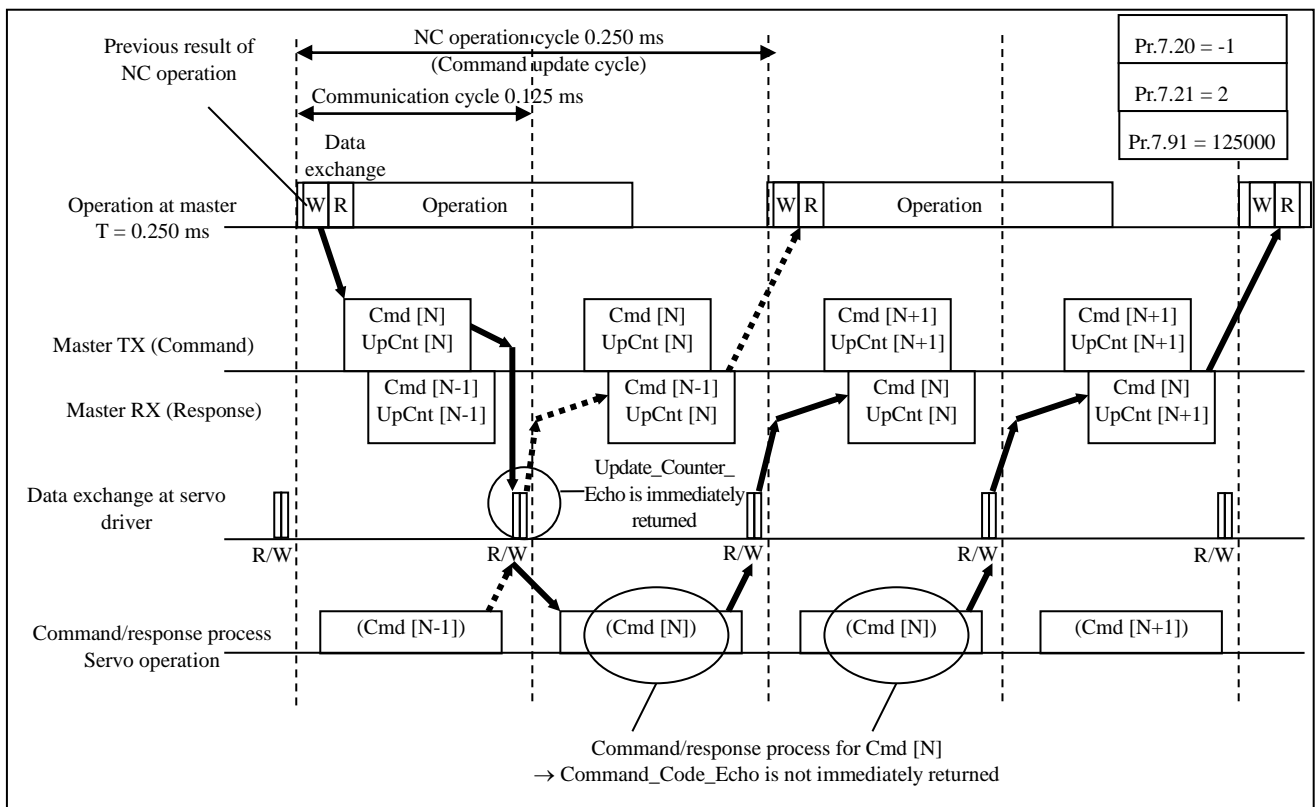 Previous result of
NC operation
NC operation cycle 0.250 ms
(Command update cycle)
Communication cycle 0.125 ms
Pr.7.20 = -1
Pr.7.21 = 2
Pr.7.91 = 125000
Data
exchange
Operation at master
T = 0.250 ms
W R Operation
W R Operation
W R
Master TX (Command)
Cmd [N]
UpCnt [N]
Cmd [N]
UpCnt [N]
Cmd [N+1]
UpCnt [N+1]
Cmd [N+1]
UpCnt [N+1]
Master RX (Response)
Cmd [N-1]
UpCnt [N-1]
Cmd [N-1]
UpCnt [N]
Cmd [N]
UpCnt [N]
Cmd [N]
UpCnt [N+1]
Data exchange at servo
driver
Update_Counter_
Echo is immediately
returned
R/W R/W R/W R/W R/W
Command/response process
Servo operation
(Cmd [N-1]) (Cmd [N]) (Cmd [N]) (Cmd [N+1])
Command/response process for Cmd [N]
→ Command_Code_Echo is not immediately returned